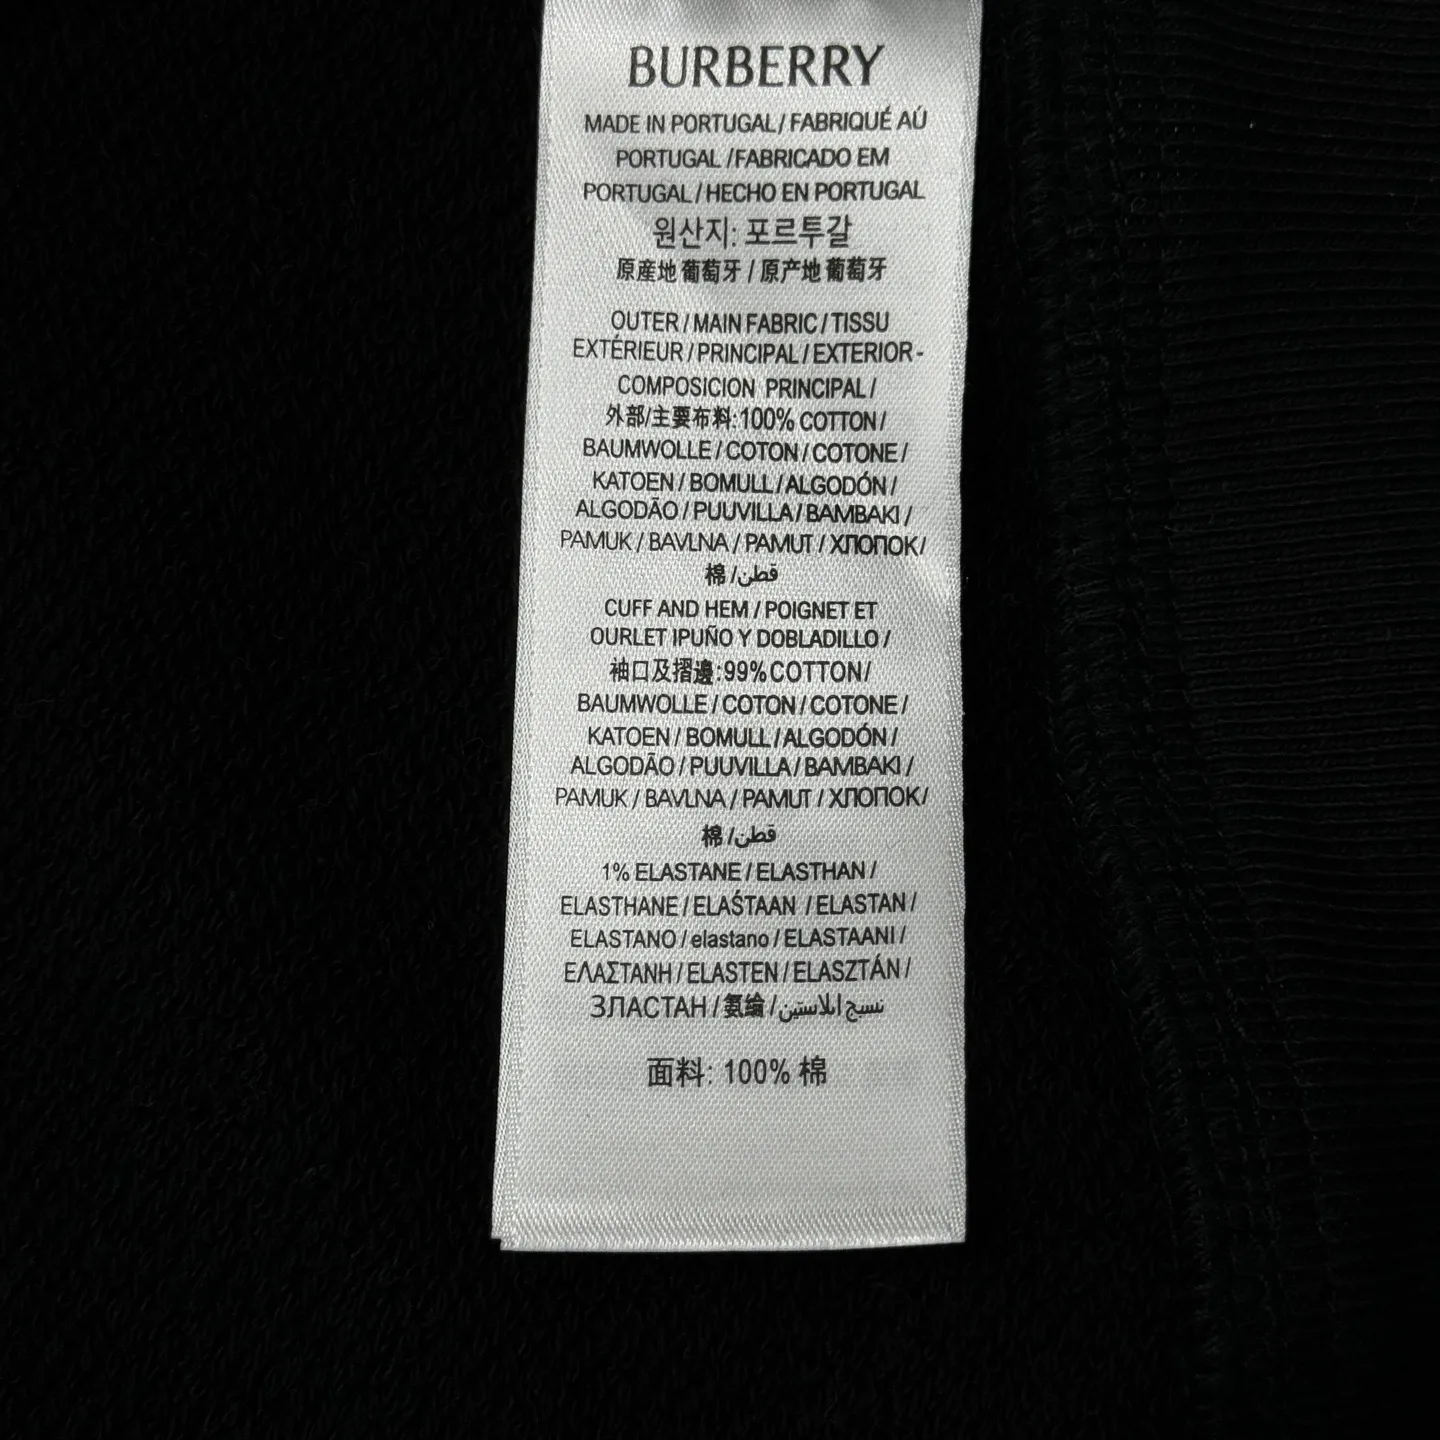 BURBERRY
MADE IN PORTUGAL/ FABRIQUÉ AÚ
PORTUGAL /FABRICADO EM
PORTUGAL/HECHO EN PORTUGAL
원산지: 포르투갈
原産地 葡萄牙 / 原产地 葡萄牙
OUTER / MAIN FABRIC / TISSU
EXTÉRIEUR / PRINCIPAL / EXTERIOR -
COMPOSICION PRINCIPAL /
外部/主要布料:100% COTTON /
BAUMWOLLE / COTON / COTONE /
KATOEN / BOMULL / ALGODÓN /
ALGODÃO / PUUVILLA / BAMBAKI /
PAMUK / BAVLNA / PAMUT / ХЛОПОК/
棉 /قطن
CUFF AND HEM / POIGNET ET
OURLET IPUÑO Y DOBLADILLO /
袖口及摺邊:99% COTTON/
BAUMWOLLE / COTON / COTONE /
KATOEN / BOMULL / ALGODÓN /
ALGODÃO / PUUVILLA / BAMBAKI /
PAMUK / BAVLNA / PAMUT / ХЛОПОК/
棉 /قطن
1% ELASTANE / ELASTHAN /
ELASTHANE / ELAŚTAAN / ELASTAN /
ELASTANO / elastano / ELASTAANI /
ΕΛΑΣΤΑΝΗ / ELASTEN / ELASZTÁN /
ЗЛАСТАН / 氨纶 / نسيج ايلاستين
面料: 100% 棉